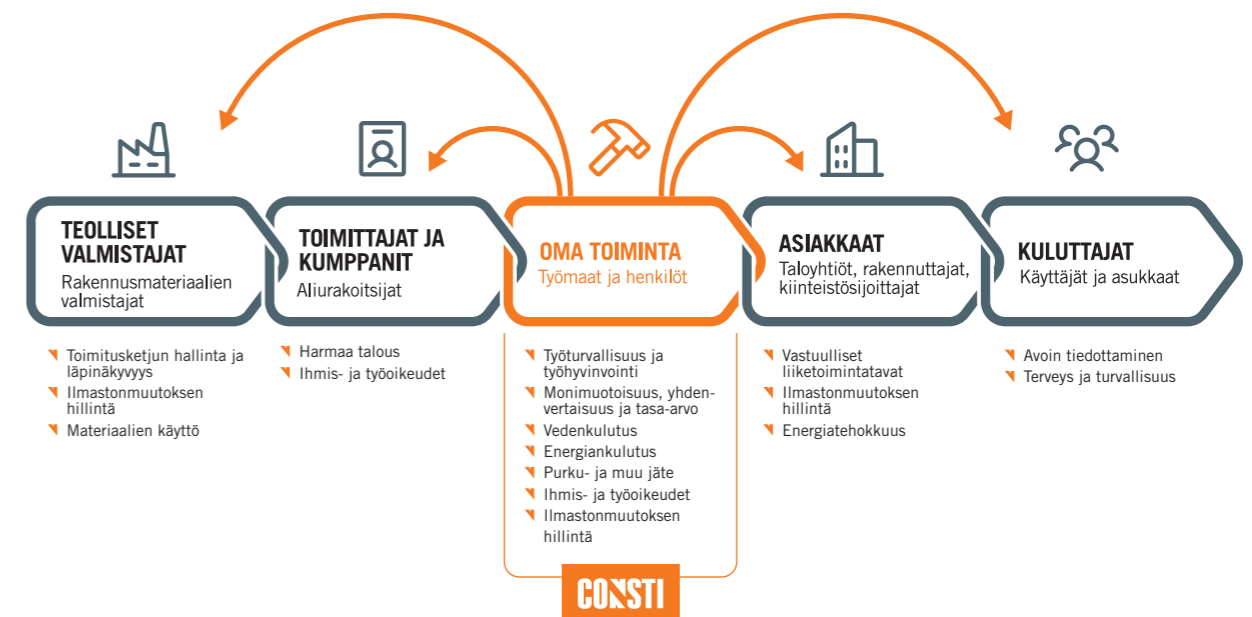 TEOLLISET
VALMISTAJAT
Rakennusmateriaalien
valmistajat
Toimitusketjun hallinta ja
läpinäkyvyys
Ilmastonmuutoksen
hillintä
Materiaalien käyttö
TOIMITTAJAT JA
KUMPPANIT
Aliurakoitsijat
Harmaa talous
Ihmis- ja työoikeudet
OMA TOIMINTA
Työmaat ja henkilöt
Työturvallisuus ja
työhyvinvointi
Monimuotoisuus, yhden-
vertaisuus ja tasa-arvo
Vedenkulutus
Energiankulutus
Purku- ja muu jäte
Ihmis- ja työoikeudet
Ilmastonmuutoksen
hillintä
CONSTI
ASIAKKAAT
Taloyhtiöt, rakennuttajat,
kiinteistösijoittajat
Vastuulliset
liiketoimintatavat
Ilmastonmuutoksen
hillintä
Energiatehokkuus
KULUTTAJAT
Käyttäjät ja asukkaat
Avoin tiedottaminen
Terveys ja turvallisuus